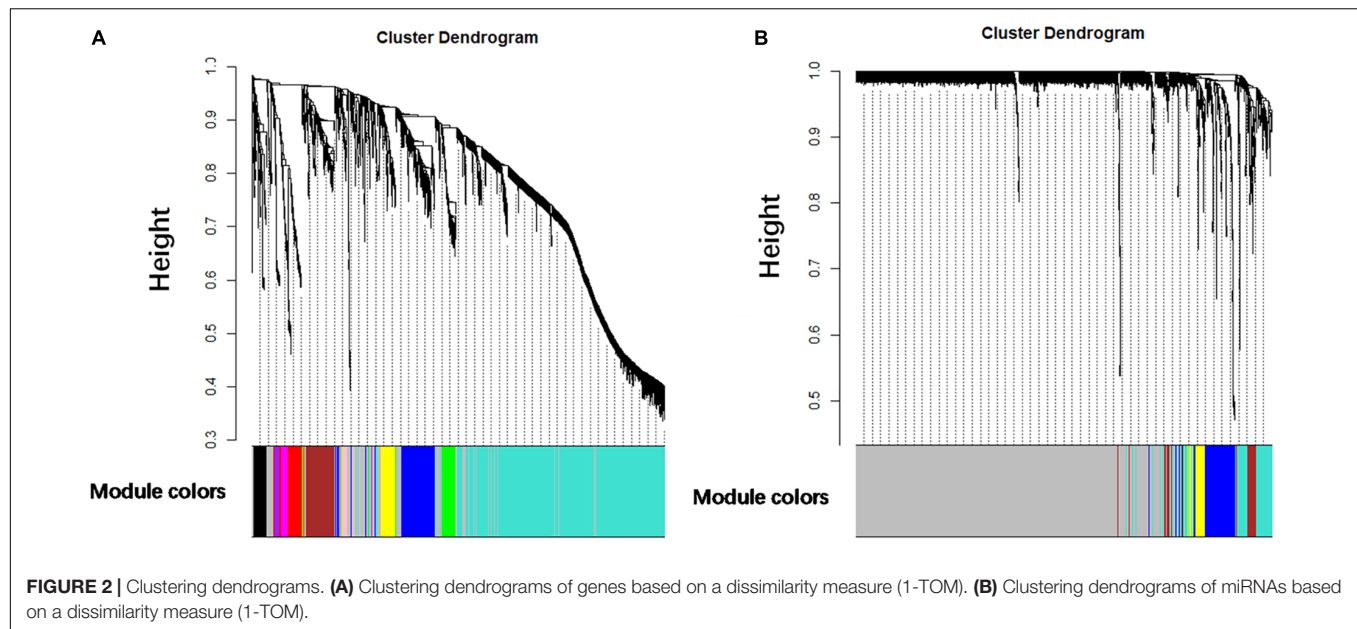 A
Cluster Dendrogram
Height
1.0
0.9
0.8
0.7
0.6
0.5
0.4
0.3
Module colors
B
Cluster Dendrogram
Height
1.0
0.9
0.8
0.7
0.6
0.5
Module colors
FIGURE 2 | Clustering dendrograms. (A) Clustering dendrograms of genes based on a dissimilarity measure (1-TOM). (B) Clustering dendrograms of miRNAs based
on a dissimilarity measure (1-TOM).